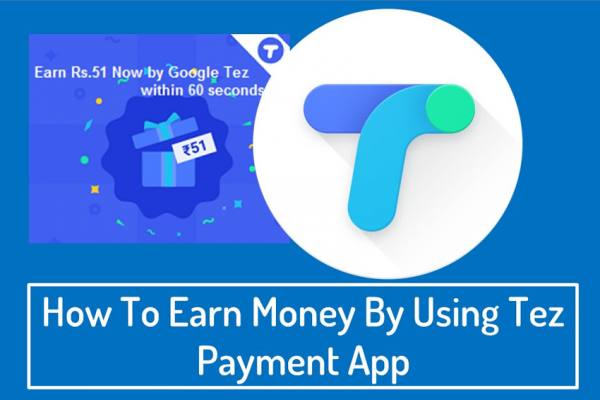 Earn Rs.51 Now by Google Tez
within 60 seconds
₹51
How To Earn Money By Using Tez
Payment App